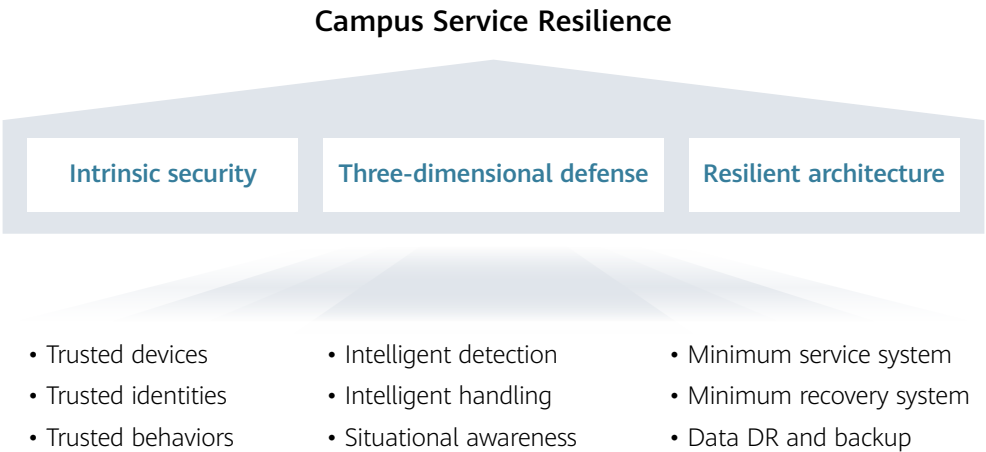 Campus Service Resilience
Intrinsic security
Three-dimensional defense
Resilient architecture
• Trusted devices
• Trusted identities
• Trusted behaviors
• Intelligent detection
• Intelligent handling
• Situational awareness
• Minimum service system
• Minimum recovery system
• Data DR and backup